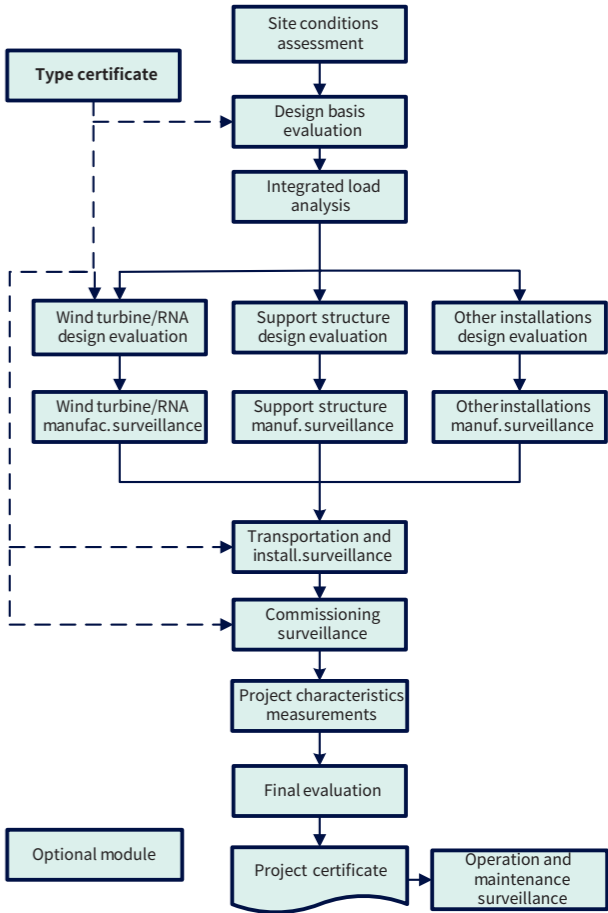 Site conditions
assessment
Type certificate
Design basis
evaluation
Integrated load
analysis
Wind turbine/RNA
design evaluation
Support structure
design evaluation
Other installations
design evaluation
Wind turbine/RNA
manufac. surveillance
Support structure
manuf. surveillance
Other installations
manuf. surveillance
Transportation and
install. surveillance
Commissioning
surveillance
Project characteristics
measurements
Final evaluation
Optional module
Project certificate
Operation and
maintenance
surveillance